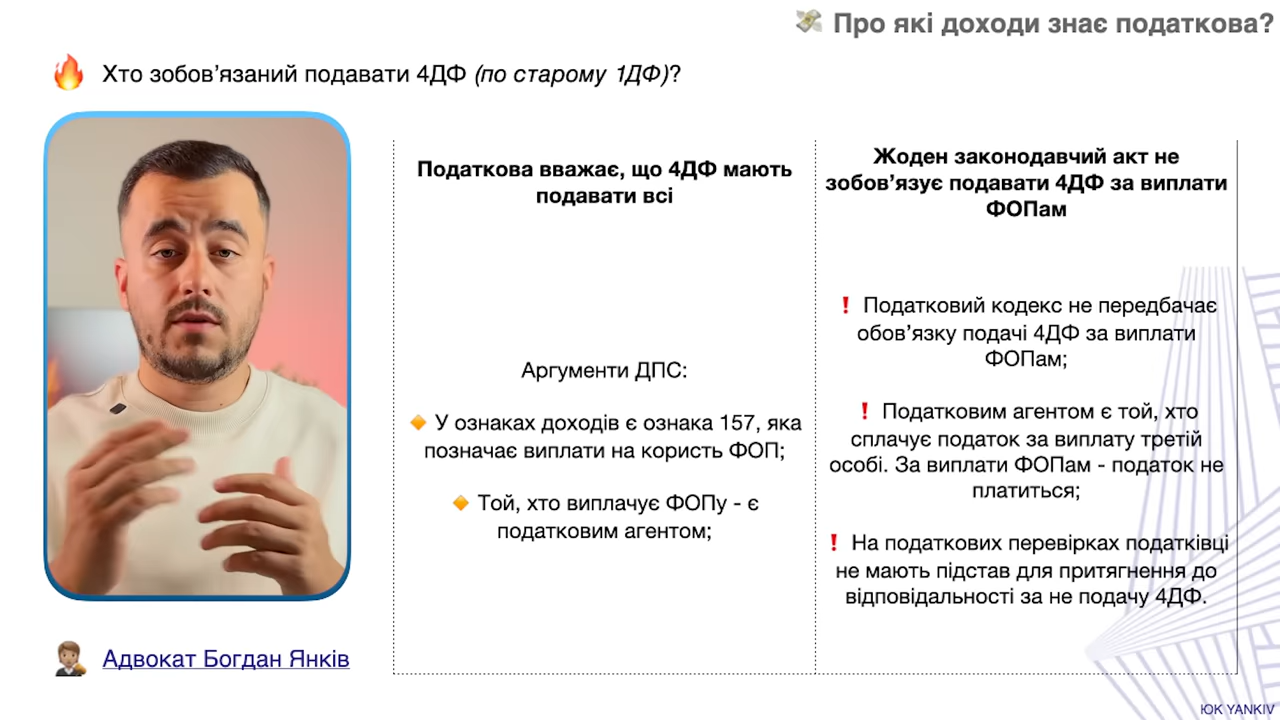 💸 Про які доходи знає податкова?
🔥 Хто зобов’язаний подавати 4ДФ (по старому 1ДФ)?
Податкова вважає, що 4ДФ мають
подавати всі
Аргументи ДПС:
🔸 У ознаках доходів є ознака 157, яка
позначає виплати на користь ФОП;
🔸 Той, хто виплачує ФОПу - є
податковим агентом;
Жоден законодавчий акт не
зобов’язує подавати 4ДФ за виплати
ФОПам
❗ Податковий кодекс не передбачає
обов’язку подачі 4ДФ за виплати
ФОПам;
❗ Податковим агентом є той, хто
сплачує податок за виплату третій
особі. За виплати ФОПам - податок не
платиться;
❗ На податкових перевірках податківці
не мають підстав для притягнення до
відповідальності за не подачу 4ДФ.
Адвокат Богдан Янків
ЮК YANKIV